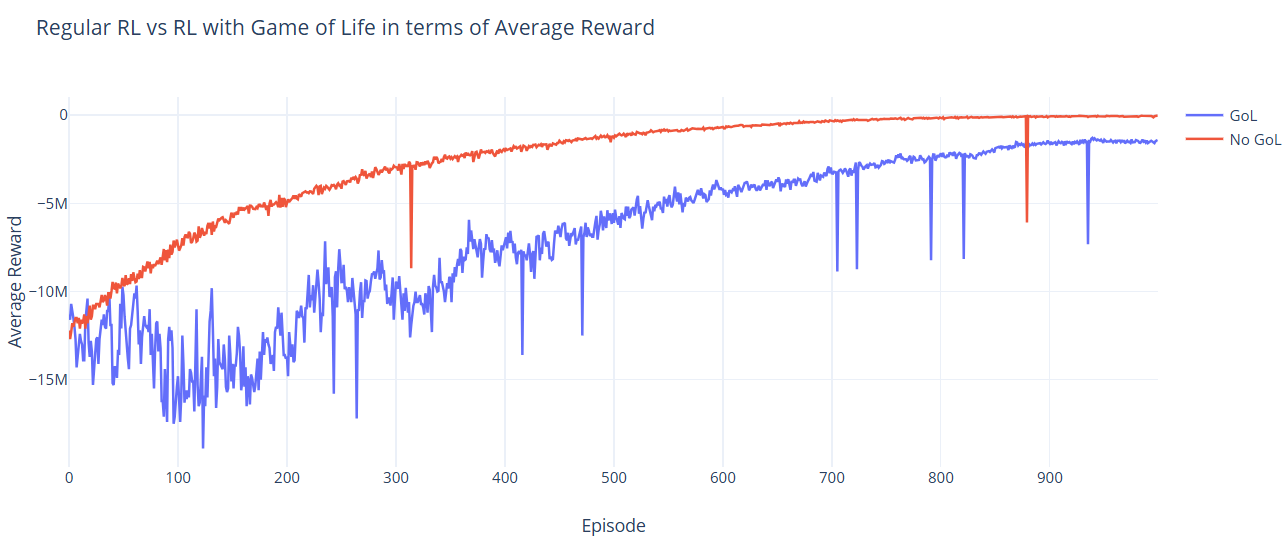 Regular RL vs RL with Game of Life in terms of Average Reward
0
−5M
−10M
−15M
Average Reward
0 100 200 300 400 500 600 700 800 900
Episode
GoL
No GoL